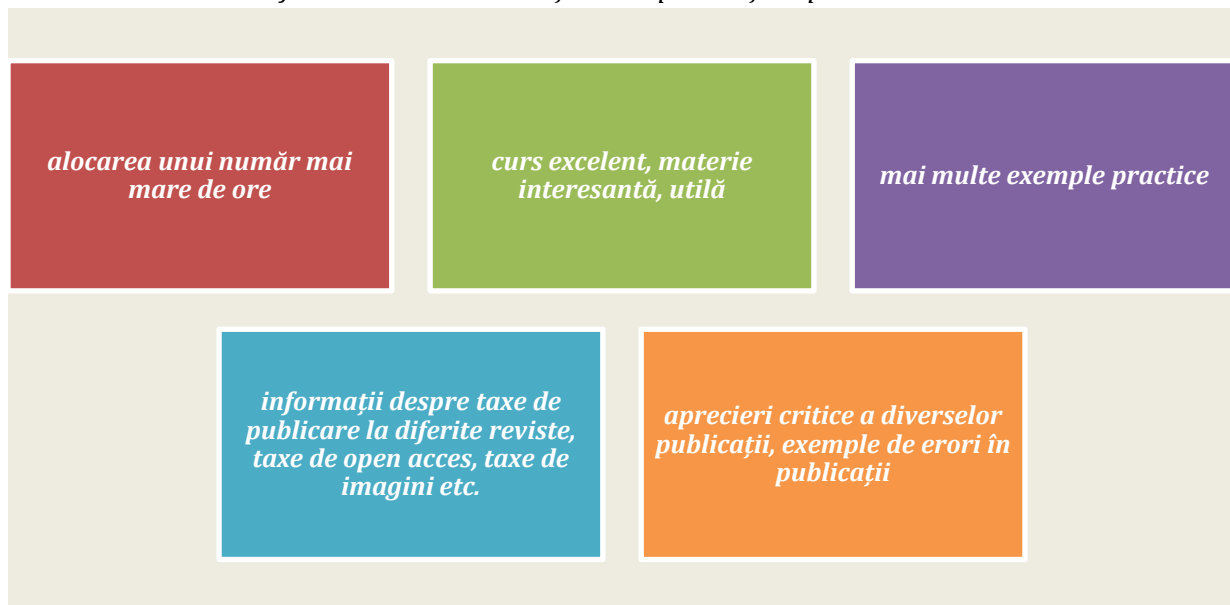 alocarea unui număr mai
mare de ore
curs excelent, materie
interesantă, utilă
mai multe exemple practice
informații despre taxe de
publicare la diferite reviste,
taxe de open acces, taxe de
imagini etc.
aprecieri critice a diverselor
publicații, exemple de erori în
publicații